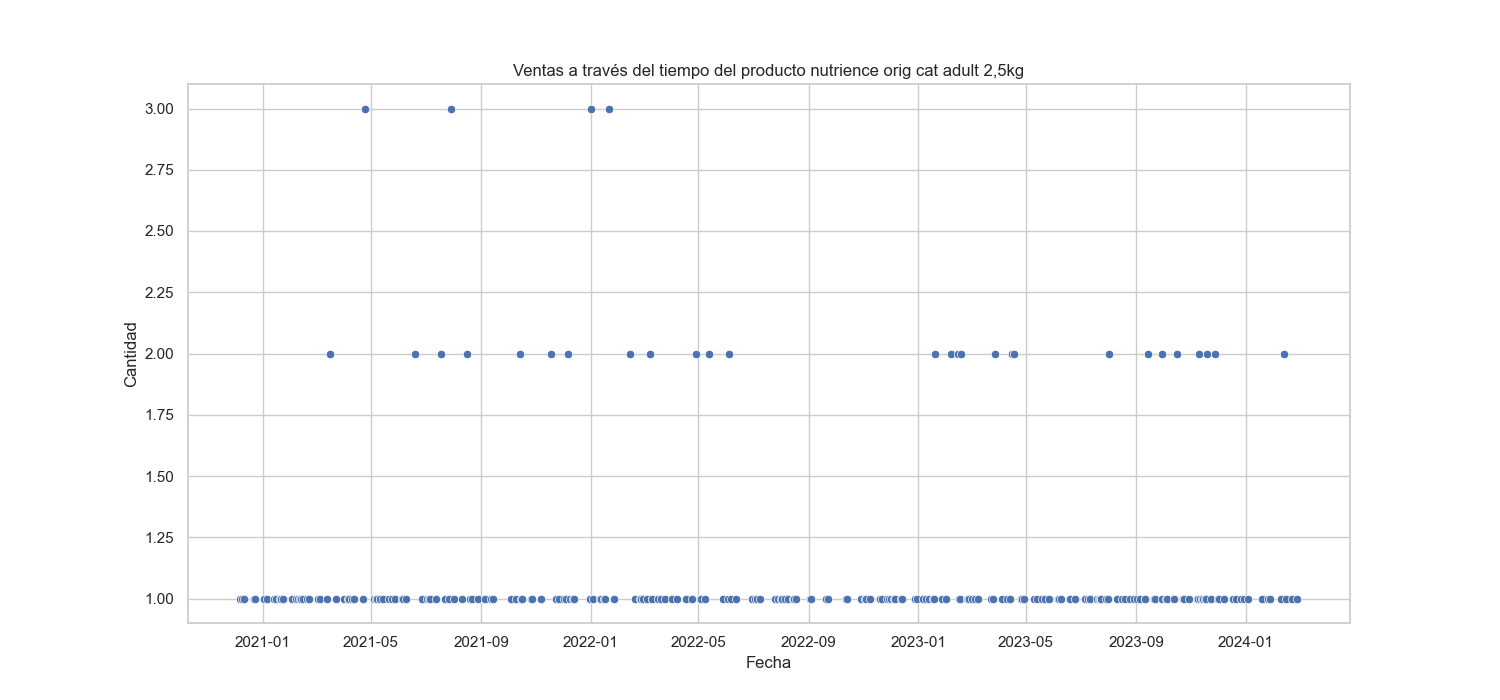 Ventas a través del tiempo del producto nutrience orig cat adult 2,5kg
3.00
2.75
2.50
2.25
2.00
1.75
1.50
1.25
1.00
Cantidad
2021-01 2021-05 2021-09 2022-01 2022-05 2022-09 2023-01 2023-05 2023-09 2024-01
Fecha